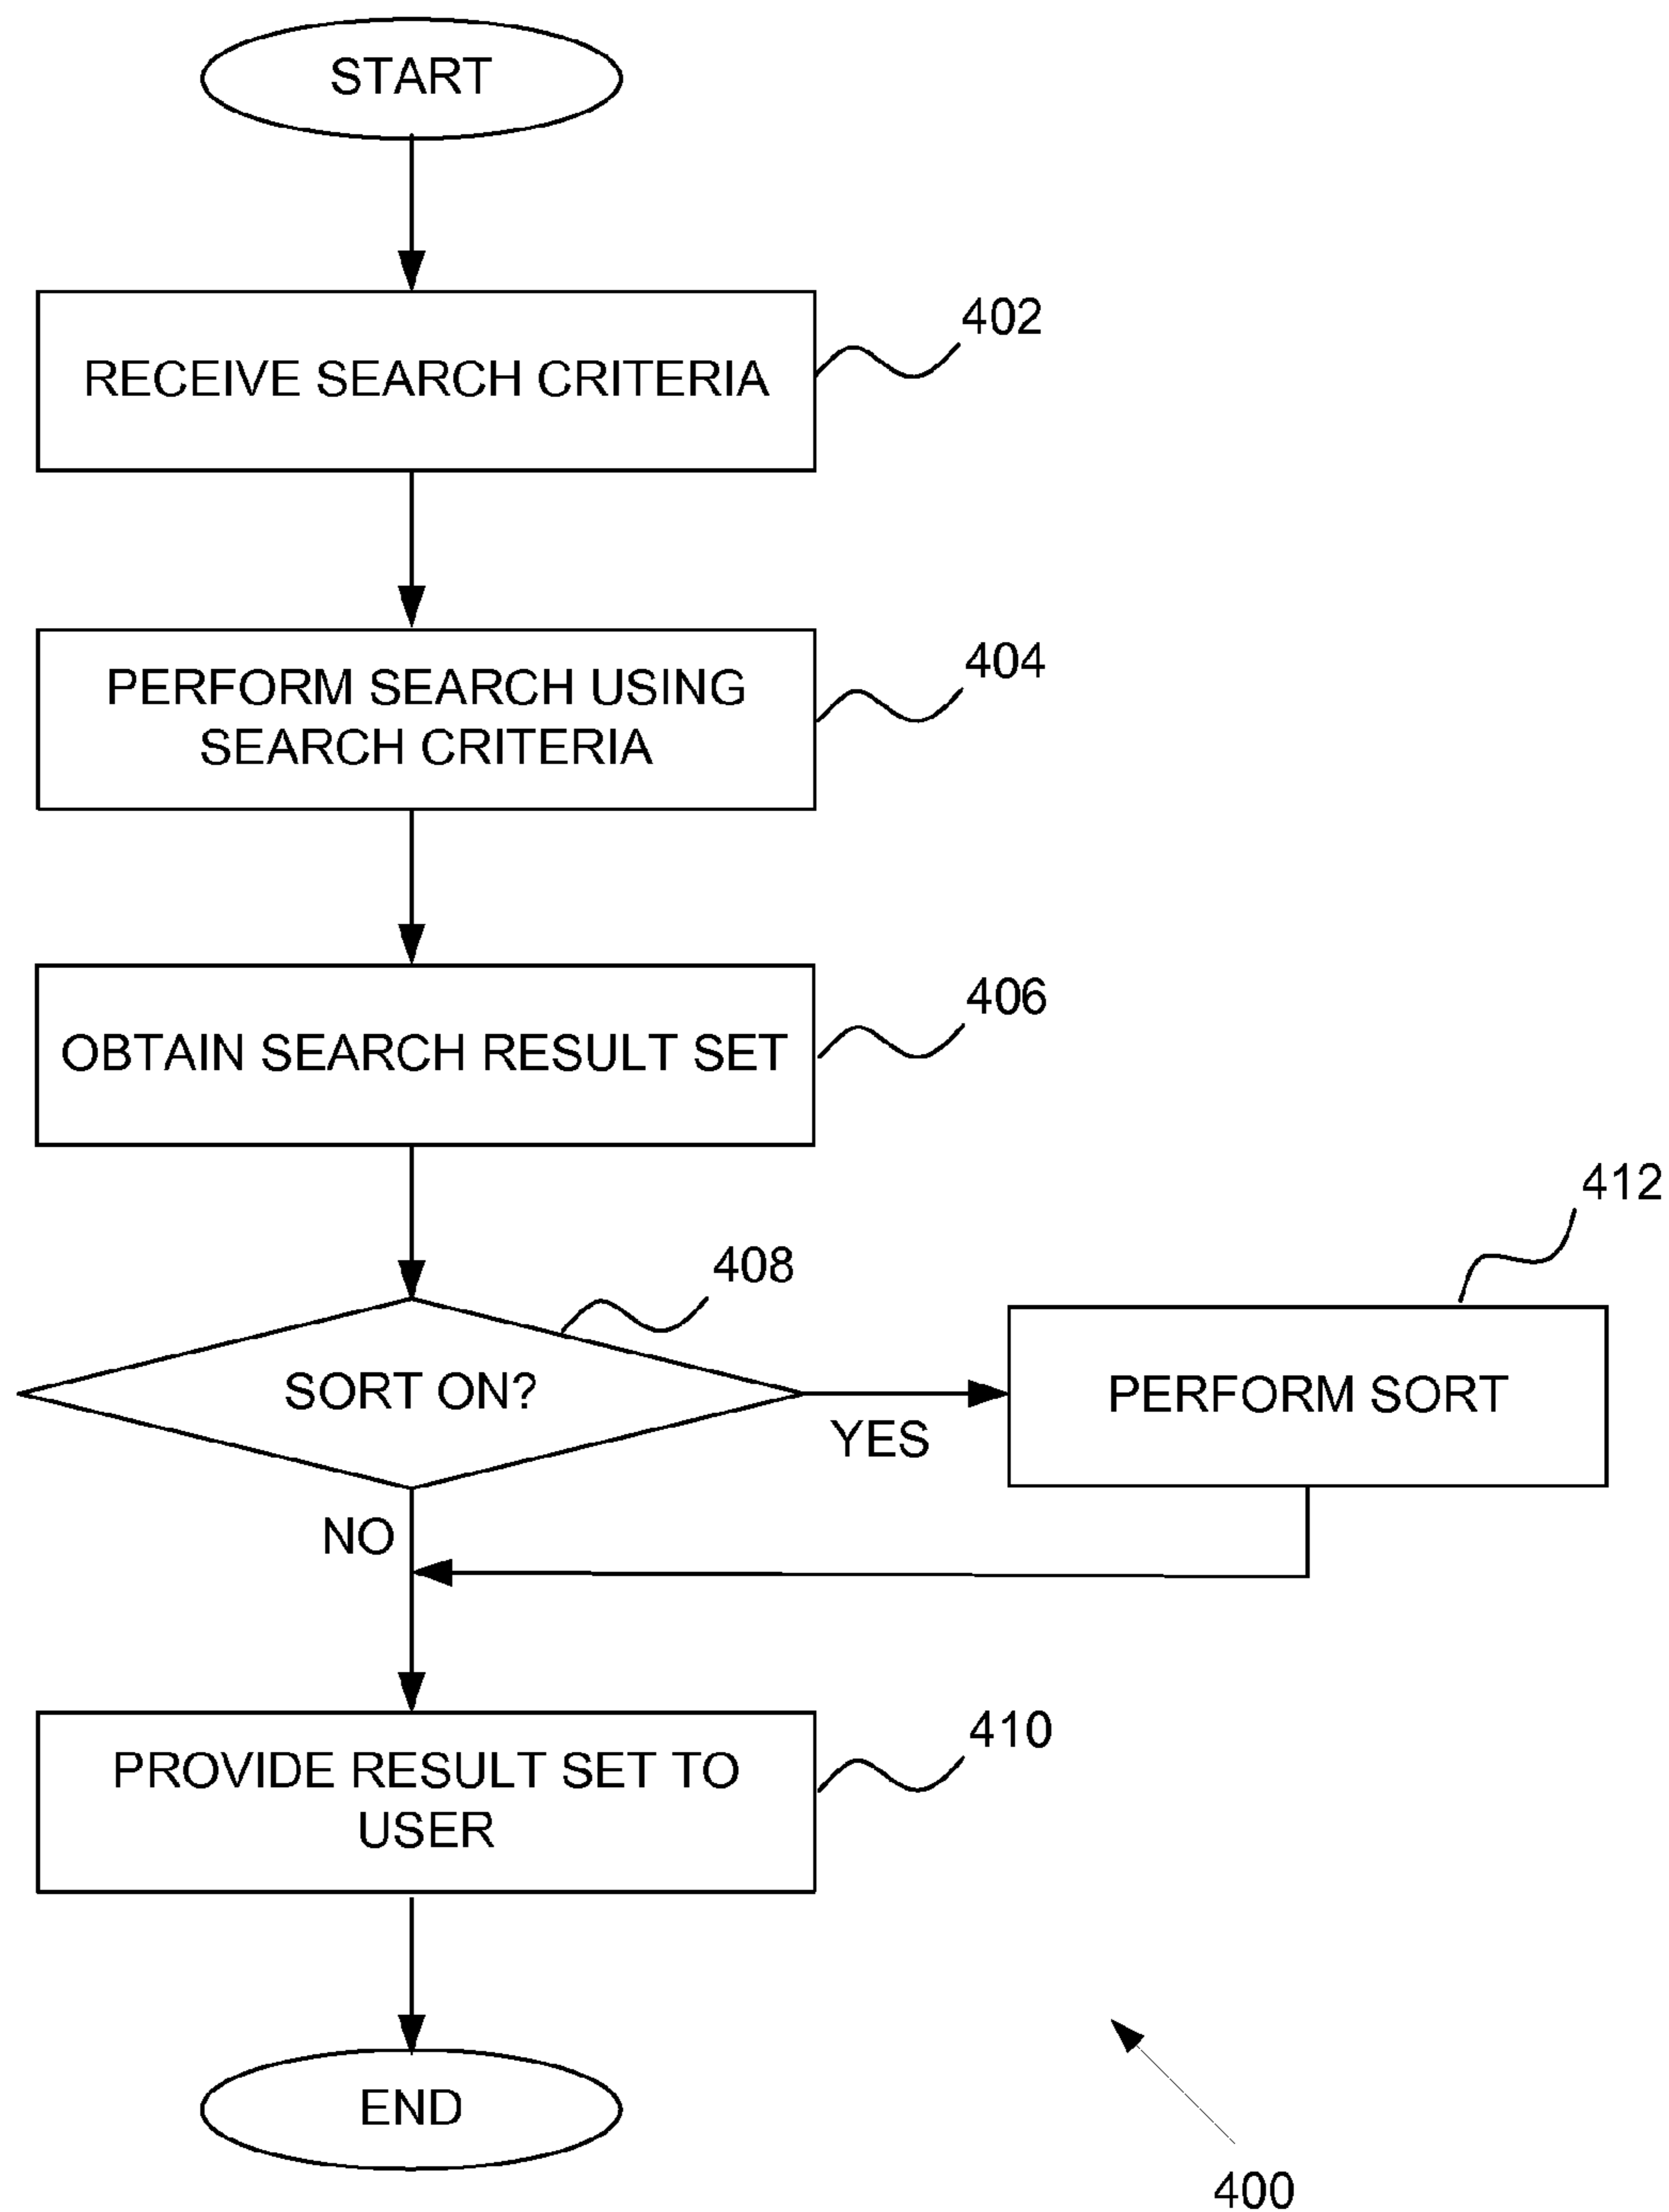 START
RECEIVE SEARCH CRITERIA
402
PERFORM SEARCH USING
SEARCH CRITERIA
404
OBTAIN SEARCH RESULT SET
406
412
408
SORT ON?
YES
PERFORM SORT
NO
PROVIDE RESULT SET TO
USER
410
END
400